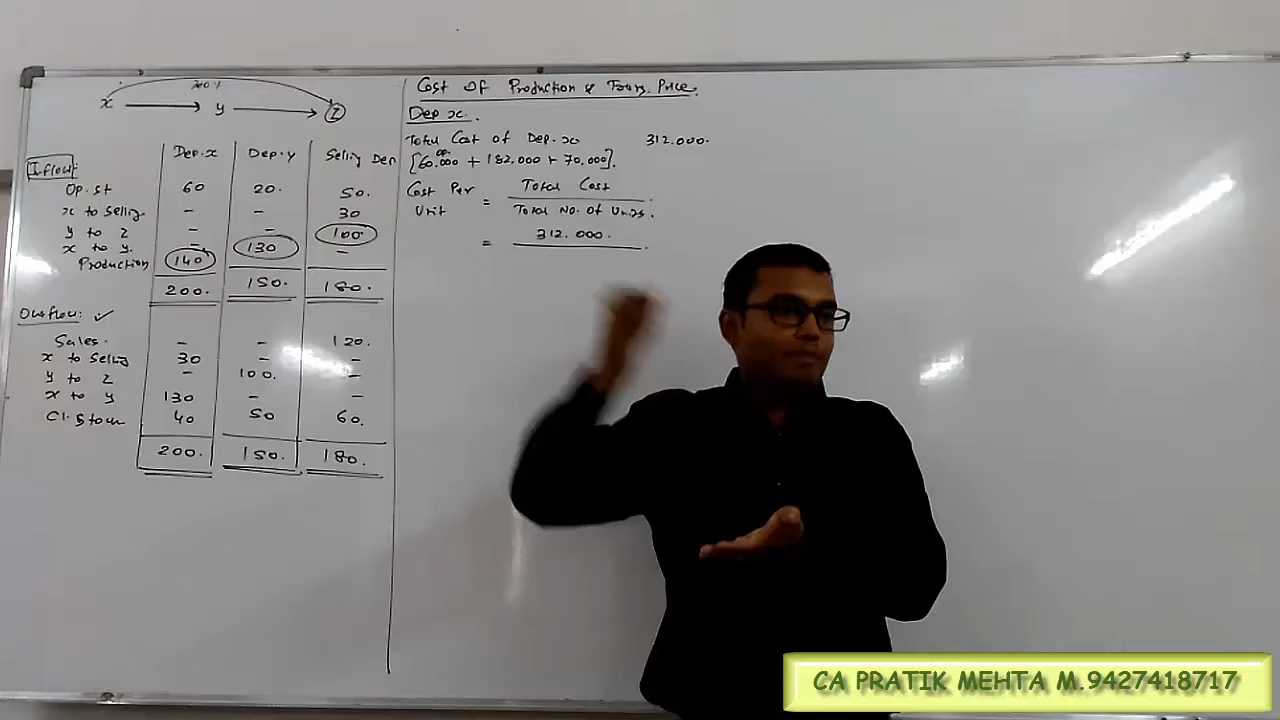 x y z
Dep.x Dep.y Selling Dep
Inflow:
Op.st 60 20. 50.
x to Selling - - 30
y to z - - 100
x to y. - 130 -
Production 140
200. 150. 180.
Outflow: ✓
Sales. - - 120.
x to Selling 30 - -
y to z - 100. -
x to y 130 - -
Cl. Stock 40 50 60.
200. 150. 180.
Cost Of Production & Trans. Price.
Dep x.
Total Cost of Dep. x 312.000.
[60.000 + 182.000 + 70.000].
Cost Per Unit = Total Cost
Total No. of Units.
= 312.000.
CA PRATIK MEHTA M.9427418717